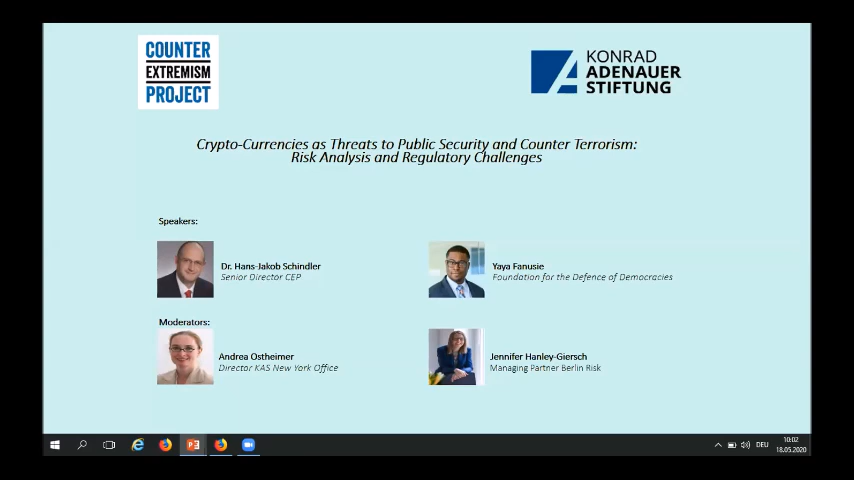 COUNTER
EXTREMISM
PROJECT
KONRAD
ADENAUER
STIFTUNG
Crypto-Currencies as Threats to Public Security and Counter Terrorism:
Risk Analysis and Regulatory Challenges
Speakers:
Dr. Hans-Jakob Schindler
Senior Director CEP
Yaya Fanusie
Foundation for the Defence of Democracies
Moderators:
Andrea Ostheimer
Director KAS New York Office
Jennifer Hanley-Giersch
Managing Partner Berlin Risk
DEU
10:02
18.05.2020